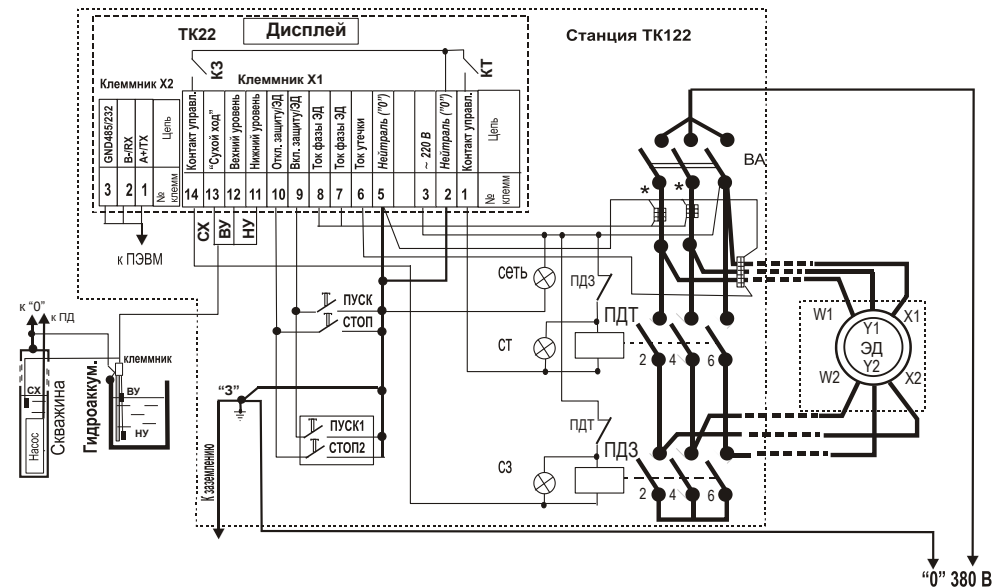 ТК22
Дисплей
Станция ТК122
КЗ
КТ
Клеммник X2
Клеммник X1
GND485/232
B-/RX
A+/TX
Цепь
3
2
1
№ клемм
Контакт управл.
"Сухой ход"
Верхний уровень
Нижний уровень
Откл. защиту/ЭД
Вкл. защиту/ЭД
Ток фазы ЭД
Ток фазы ЭД
Ток утечки
Нейтраль ("0")
~ 220 В
Нейтраль ("0")
Контакт управл.
Цепь
14
13
12
11
10
9
8
7
6
5
3
2
1
№ клемм
СХ
ВУ
НУ
к ПЭВМ
ВА
*
*
сеть
ПДЗ
ПУСК
СТОП
СТ
ПДТ
2
4
6
W1
Y1
X1
ЭД
W2
Y2
X2
к "0"
к ПД
клеммник
СХ
ВУ
НУ
Насос
Скважина
Гидроаккум.
"З"
К заземлению
ПУСК1
СТОП2
ПДТ
СЗ
ПДЗ
2
4
6
"0"
380 В